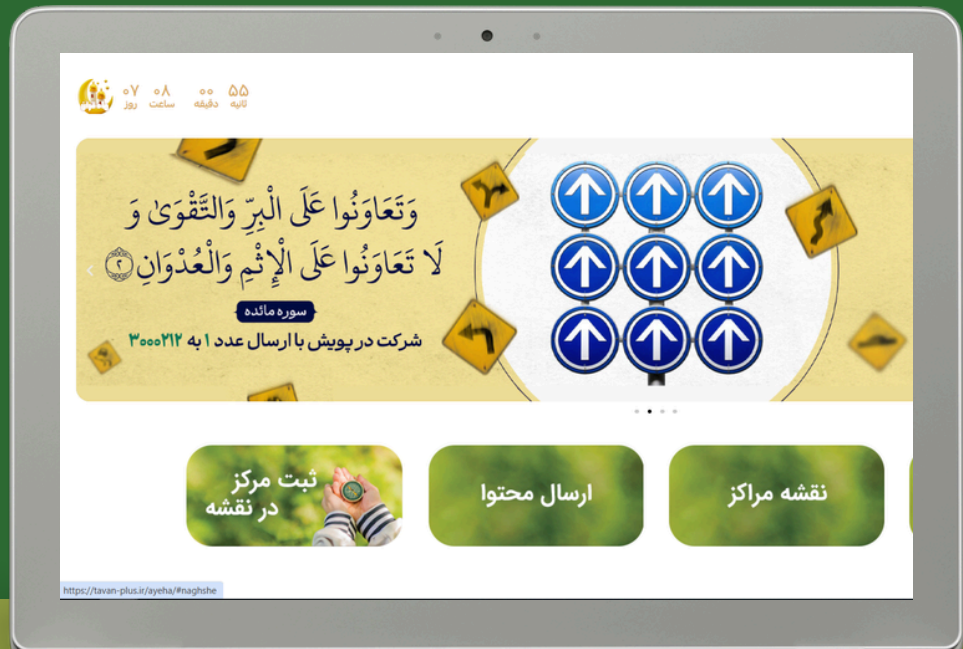 ۵۵ ۰۰ ۰۸ ۰۷
ثانیه دقیقه ساعت روز
وَتَعَاوَنُوا عَلَى الْبِرِّ وَالتَّقْوَىٰ وَ
لَا تَعَاوَنُوا عَلَى الْإِثْمِ وَالْعُدْوَانِ ۲
سوره مائده
شرکت در پویش با ارسال عدد ۱ به ۳۰۰۰۲۱۲
نقشه مراکز
ارسال محتوا
ثبت مرکز
در نقشه
https://tavan-plus.ir/ayeha/#naghshe